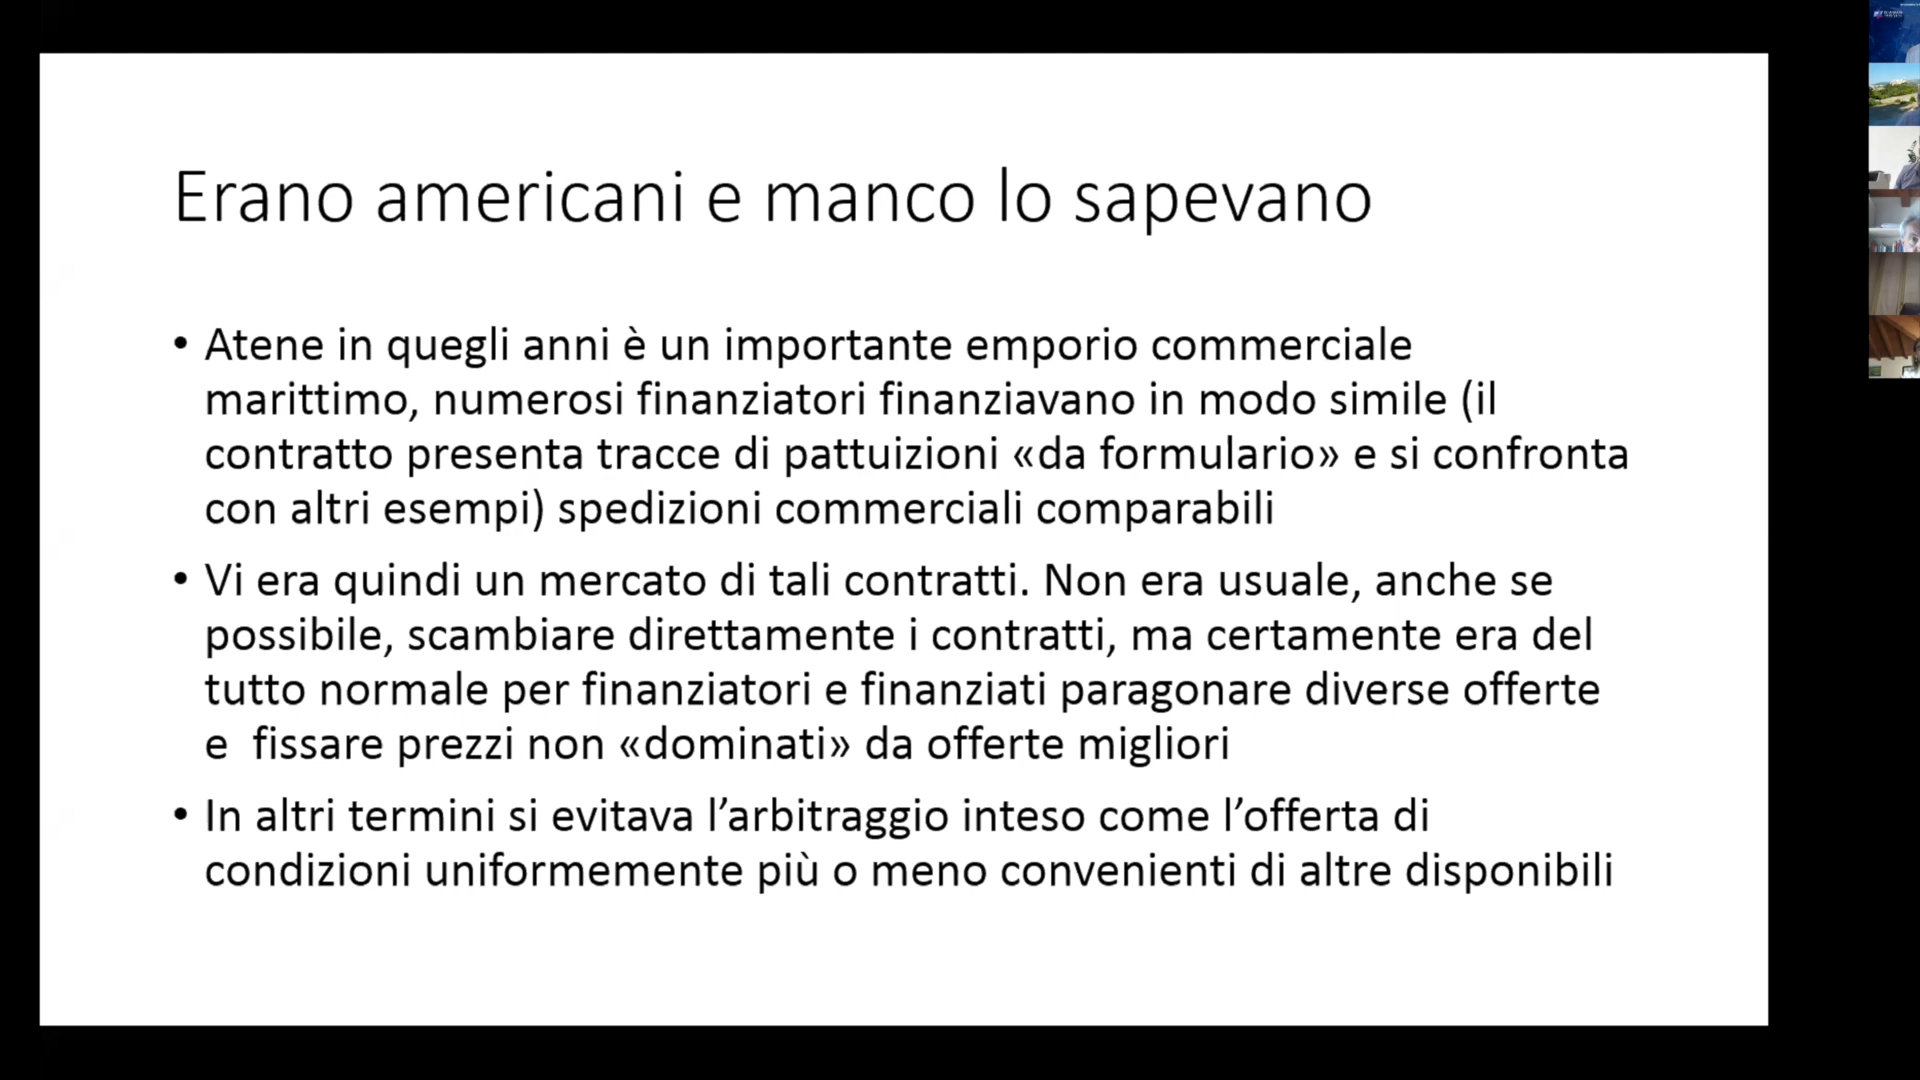 Erano americani e manco lo sapevano
• Atene in quegli anni è un importante emporio commerciale
marittimo, numerosi finanziatori finanziavano in modo simile (il
contratto presenta tracce di pattuizioni «da formulario» e si confronta
con altri esempi) spedizioni commerciali comparabili
• Vi era quindi un mercato di tali contratti. Non era usuale, anche se
possibile, scambiare direttamente i contratti, ma certamente era del
tutto normale per finanziatori e finanziati paragonare diverse offerte
e  fissare prezzi non «dominati» da offerte migliori
• In altri termini si evitava l’arbitraggio inteso come l’offerta di
condizioni uniformemente più o meno convenienti di altre disponibili